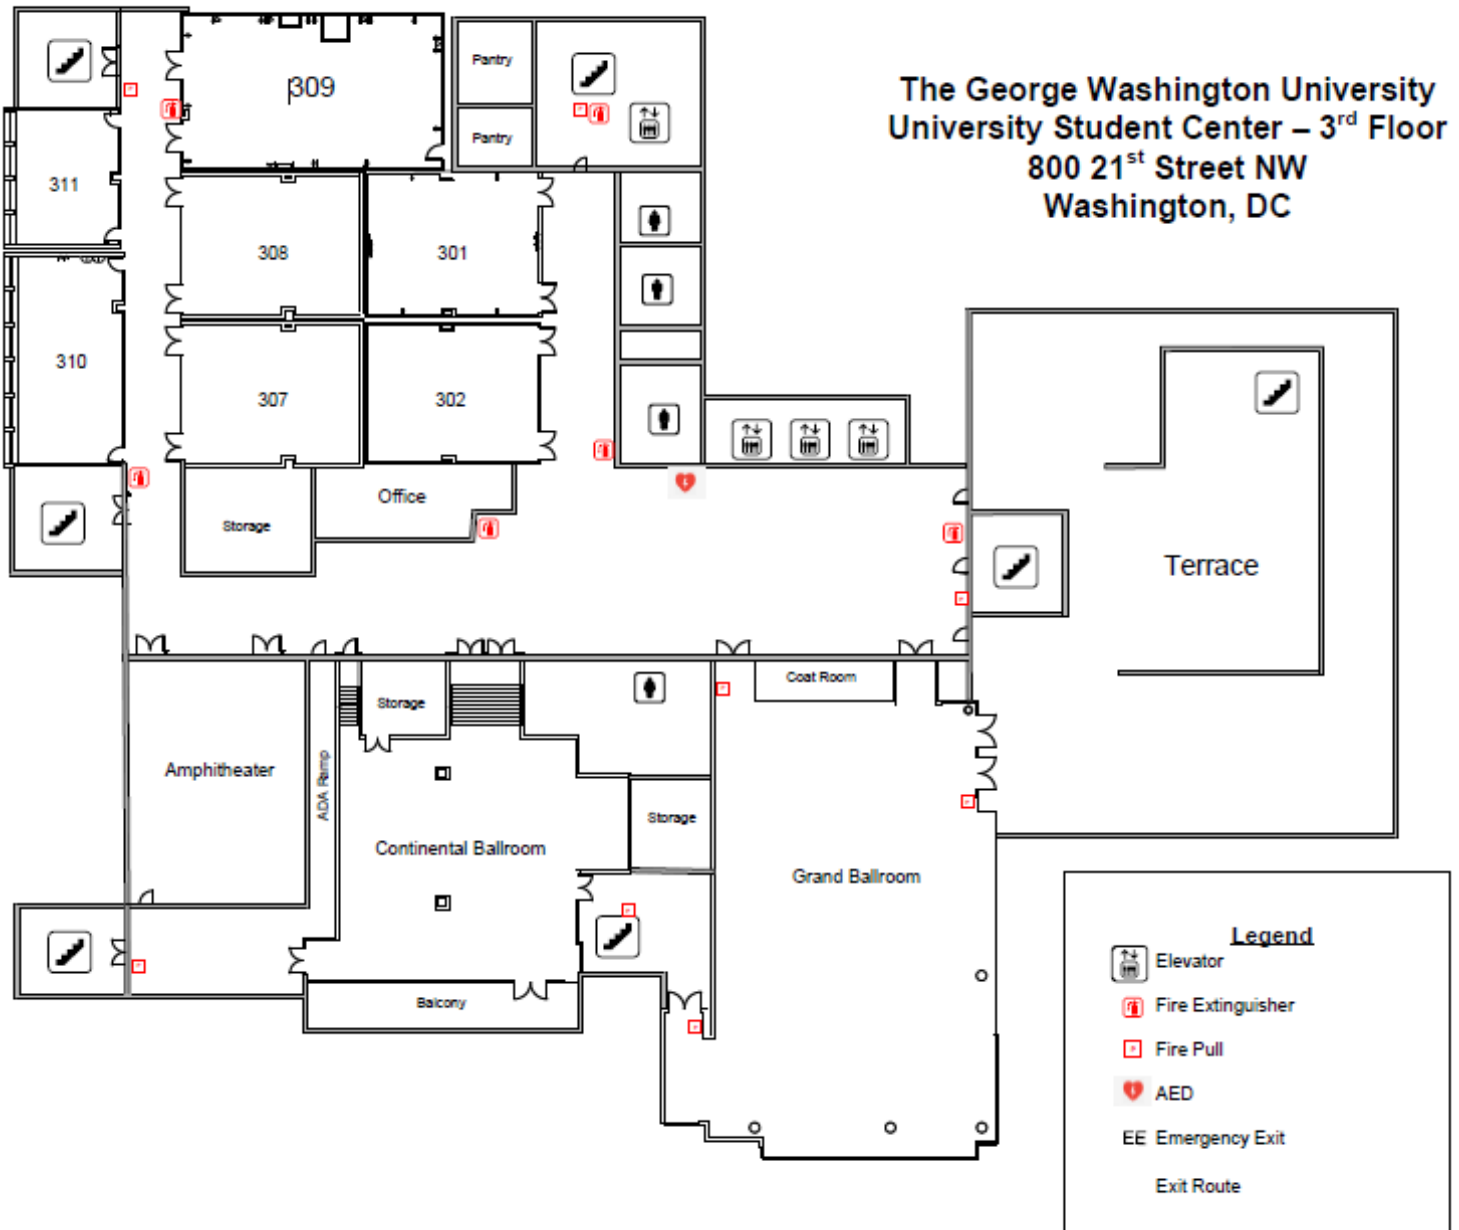 The George Washington University
University Student Center – 3rd Floor
800 21st Street NW
Washington, DC
309
Pantry
Pantry
311
308
301
310
307
302
Office
Storage
Terrace
Coat Room
Storage
Amphitheater
ADA Ramp
Storage
Continental Ballroom
Grand Ballroom
Balcony
Legend
Elevator
Fire Extinguisher
Fire Pull
AED
EE Emergency Exit
Exit Route